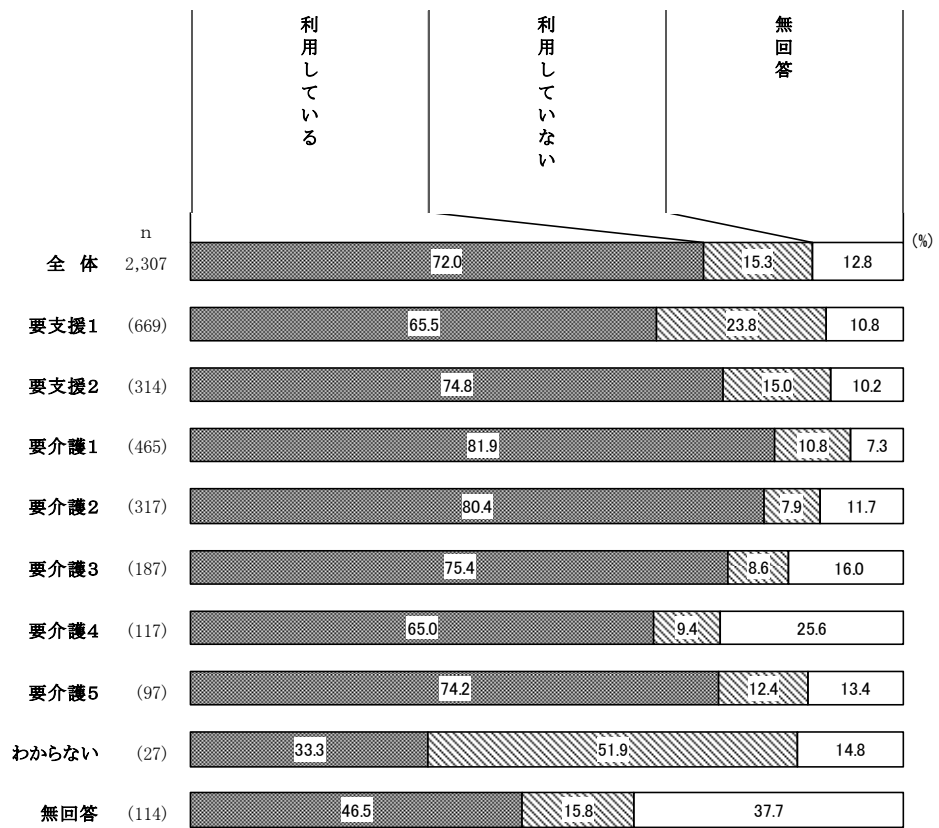 利用している
利用していない
無回答
n
(%)
全 体 2,307 72.0 15.3 12.8
要支援1 (669) 65.5 23.8 10.8
要支援2 (314) 74.8 15.0 10.2
要介護1 (465) 81.9 10.8 7.3
要介護2 (317) 80.4 7.9 11.7
要介護3 (187) 75.4 8.6 16.0
要介護4 (117) 65.0 9.4 25.6
要介護5 (97) 74.2 12.4 13.4
わからない (27) 33.3 51.9 14.8
無回答 (114) 46.5 15.8 37.7